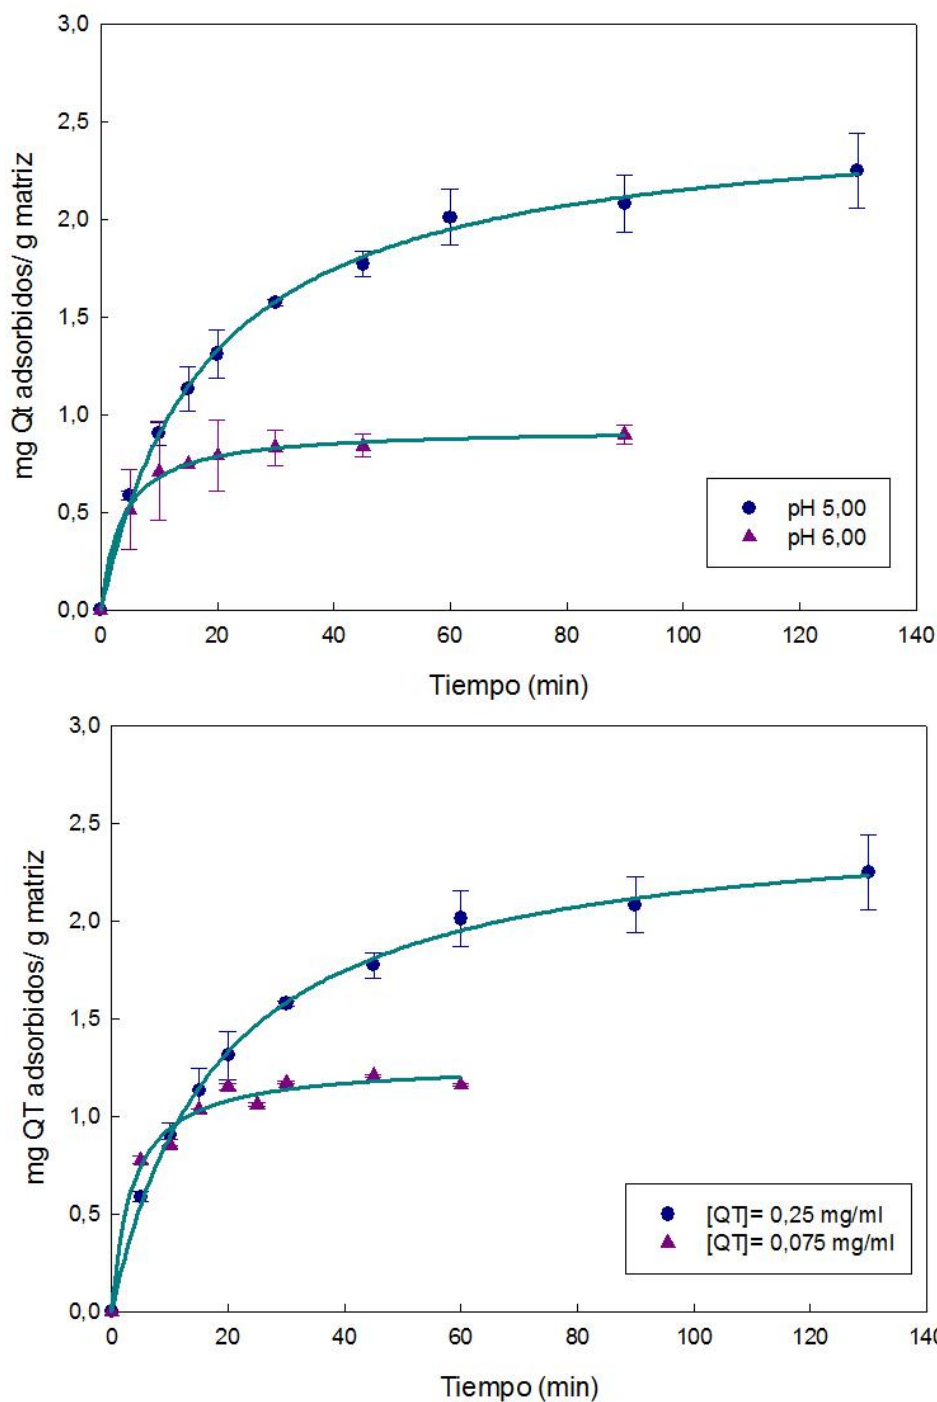 3,0
2,5
2,0
1,5
1,0
0,5
0,0
mg Qt adsorbidos/ g matriz
pH 5,00
pH 6,00
0 20 40 60 80 100 120 140
Tiempo (min)
3,0
2,5
2,0
1,5
1,0
0,5
0,0
mg QT adsorbidos/ g matriz
[QT]= 0,25 mg/ml
[QT]= 0,075 mg/ml
0 20 40 60 80 100 120 140
Tiempo (min)